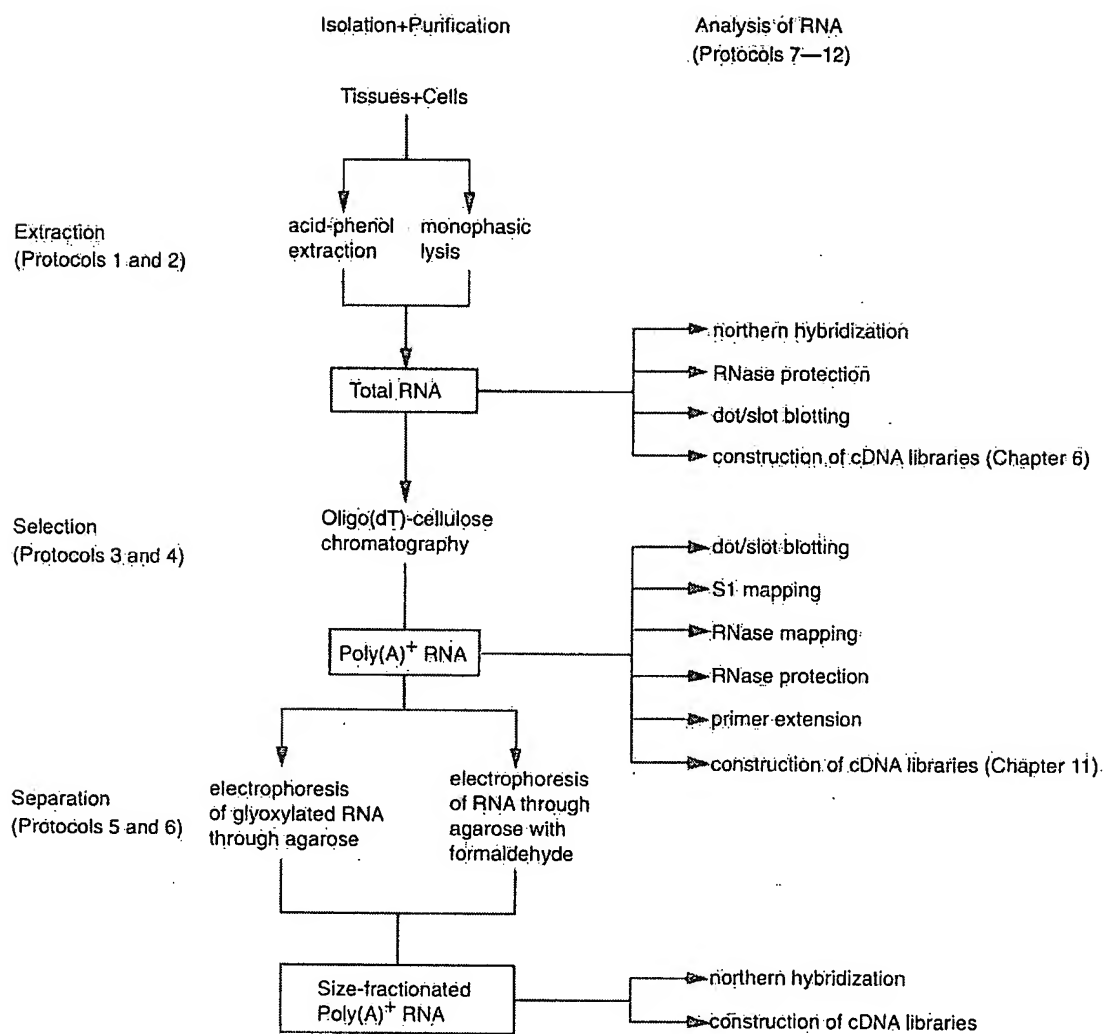 Isolation+Purification
Analysis of RNA
(Protocols 7—12)
Tissues+Cells
Extraction
(Protocols 1 and 2)
acid-phenol
extraction
monophasic
lysis
Total RNA
northern hybridization
RNase protection
dot/slot blotting
construction of cDNA libraries (Chapter 6)
Selection
(Protocols 3 and 4)
Oligo(dT)-cellulose
chromatography
Poly(A)+ RNA
dot/slot blotting
S1 mapping
RNase mapping
RNase protection
primer extension
construction of cDNA libraries (Chapter 11)
Separation
(Protocols 5 and 6)
electrophoresis
of glyoxylated RNA
through agarose
electrophoresis
of RNA through
agarose with
formaldehyde
Size-fractionated
Poly(A)+ RNA
northern hybridization
construction of cDNA libraries